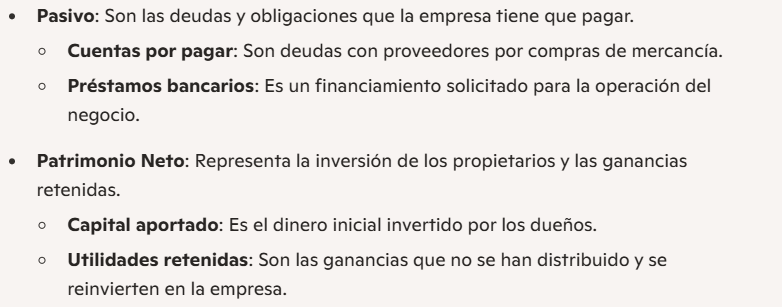 Pasivo: Son las deudas y obligaciones que la empresa tiene que pagar.
Cuentas por pagar: Son deudas con proveedores por compras de mercancía.
Préstamos bancarios: Es un financiamiento solicitado para la operación del
negocio.
Patrimonio Neto: Representa la inversión de los propietarios y las ganancias
retenidas.
Capital aportado: Es el dinero inicial invertido por los dueños.
Utilidades retenidas: Son las ganancias que no se han distribuido y se
reinvierten en la empresa.